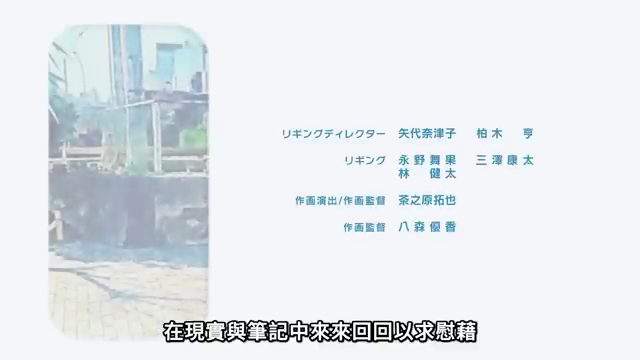 リギングディレクター 矢代奈津子 柏木 亨
リギング 永野舞果 三澤康太
林 健太
作画演出/作画監督 茶之原拓也
作画監督 八森優香
在現實與筆記中來來回回以求慰藉